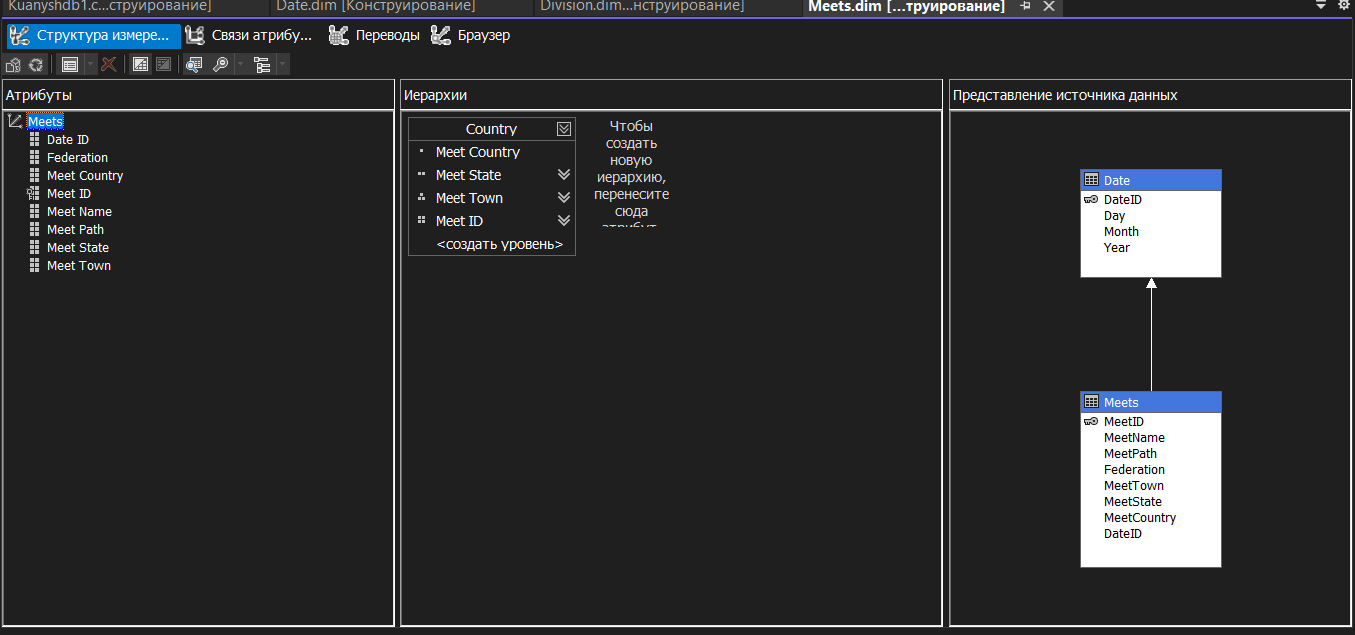 Kuanyshdb1.c...струирование]
Date.dim [Конструирование]
Division.dim...нструирование]
Meets.dim [...труирование]
Структура измере...
Связи атрибу...
Переводы
Браузер
Атрибуты
Meets
Date ID
Federation
Meet Country
Meet ID
Meet Name
Meet Path
Meet State
Meet Town
Иерархии
Country
Meet Country
Meet State
Meet Town
Meet ID
<создать уровень>
Чтобы
создать
новую
иерархию,
перенесите
сюда
атрибут
Представление источника данных
Date
DateID
Day
Month
Year
Meets
MeetID
MeetName
MeetPath
Federation
MeetTown
MeetState
MeetCountry
DateID